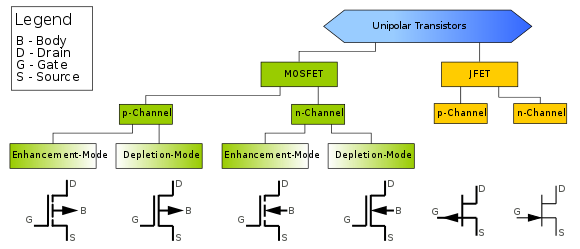 Legend
B - Body
D - Drain
G - Gate
S - Source
Unipolar Transistors
MOSFET
JFET
p-Channel
n-Channel
p-Channel
n-Channel
Enhancement-Mode
Depletion-Mode
Enhancement-Mode
Depletion-Mode
D
G
B
S
D
G
B
S
D
G
B
S
D
G
B
S
D
G
S
D
G
S